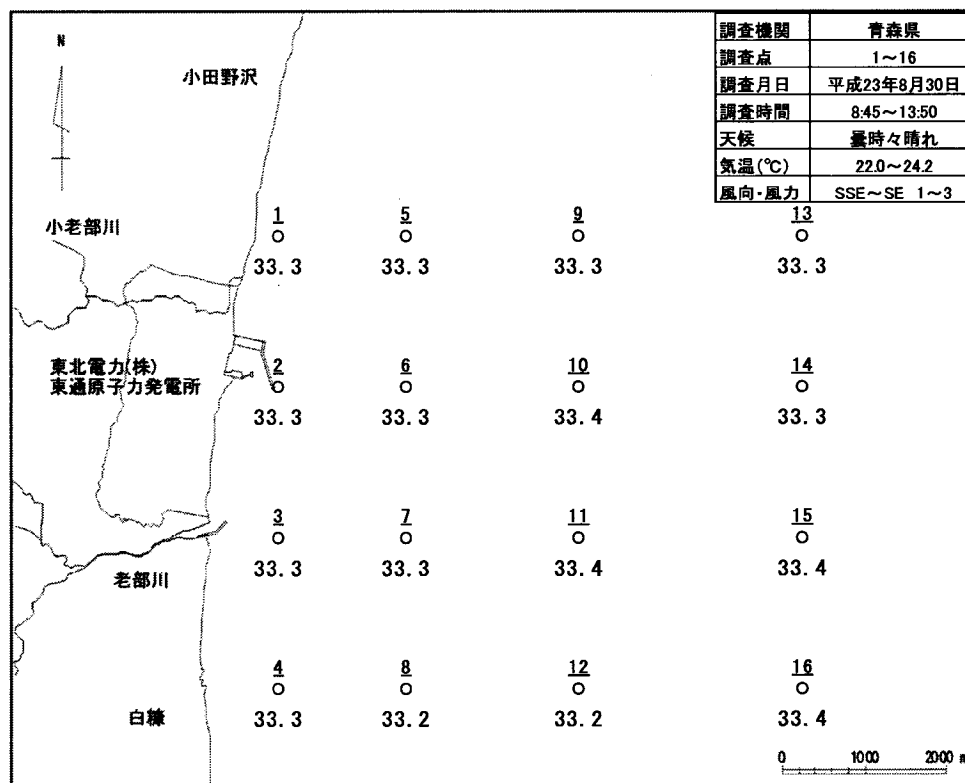 調査機関 青森県
調査点 1～16
調査月日 平成23年8月30日
調査時間 8:45～13:50
天候 曇時々晴れ
気温(℃) 22.0～24.2
風向・風力 SSE～SE 1～3
N
小田野沢
小老部川
1 5 9 13
33.3 33.3 33.3 33.3
東北電力(株)
東通原子力発電所
2 6 10 14
33.3 33.3 33.4 33.3
3 7 11 15
33.3 33.3 33.4 33.4
老部川
4 8 12 16
33.3 33.2 33.2 33.4
白糠
0 1000 2000 m